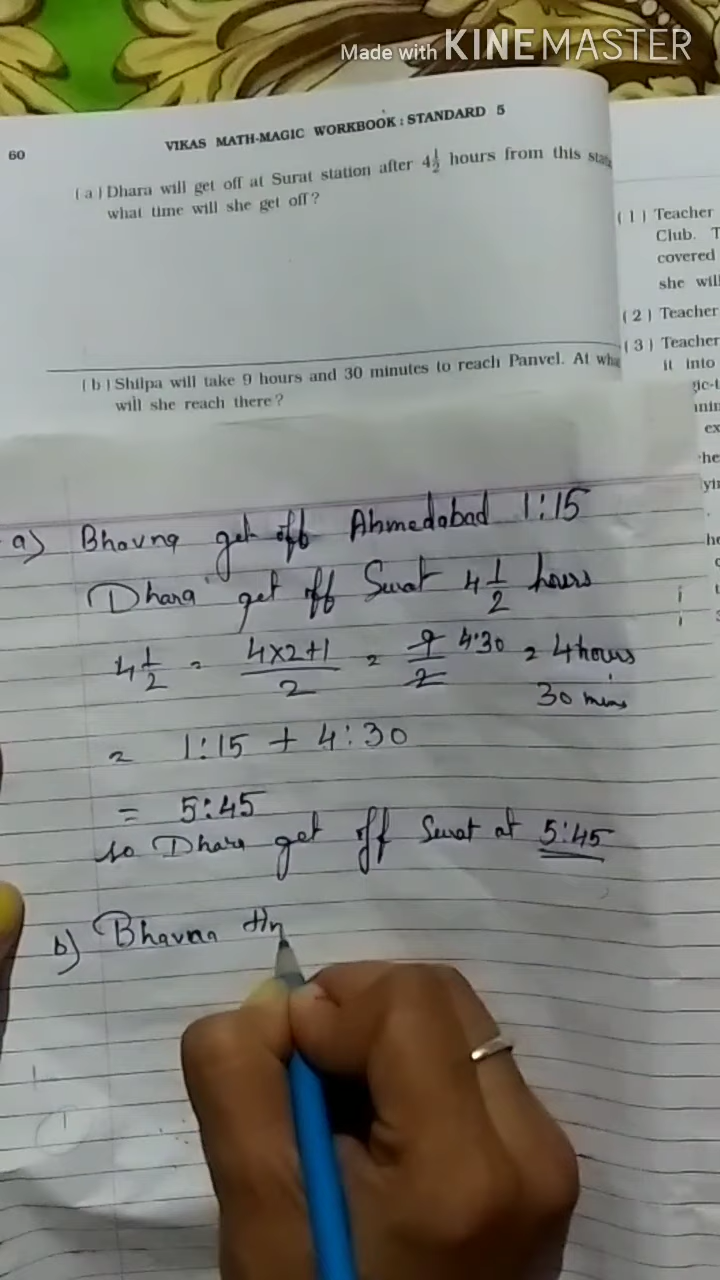 Made with KINEMASTER
60
VIKAS MATH-MAGIC WORKBOOK : STANDARD 5
( a ) Dhara will get off at Surat station after 4½ hours from this
what time will she get off ?
( b ) Shilpa will take 9 hours and 30 minutes to reach Panvel. At
will she reach there ?
( 1 ) Teacher
Club.
covered
she will
( 2 ) Teacher
( 3 ) Teacher
it into
a) Bhavna get off Ahmedabad 1:15
Dhara get off Surat 4 1/2 hours
4 1/2 = 4×2+1/2 = 9/2 4.30 = 4 hours
30 mins
= 1:15 + 4:30
= 5:45
so Dhara get off Surat at 5:45
b) Bhavna